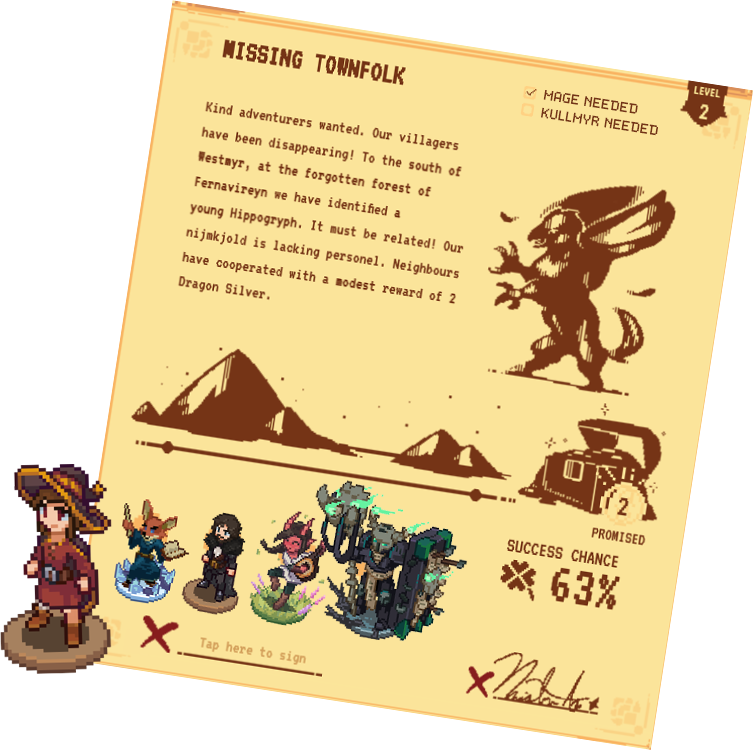 MISSING TOWNFOLK
LEVEL
2
MAGE NEEDED
KULLMYR NEEDED
Kind adventurers wanted. Our villagers
have been disappearing! To the south of
Westmyr, at the forgotten forest of
Fernavireyn we have identified a
young Hippogryph. It must be related! Our
nijmkjold is lacking personel. Neighbours
have cooperated with a modest reward of 2
Dragon Silver.
2
PROMISED
SUCCESS CHANCE
63%
Tap here to sign